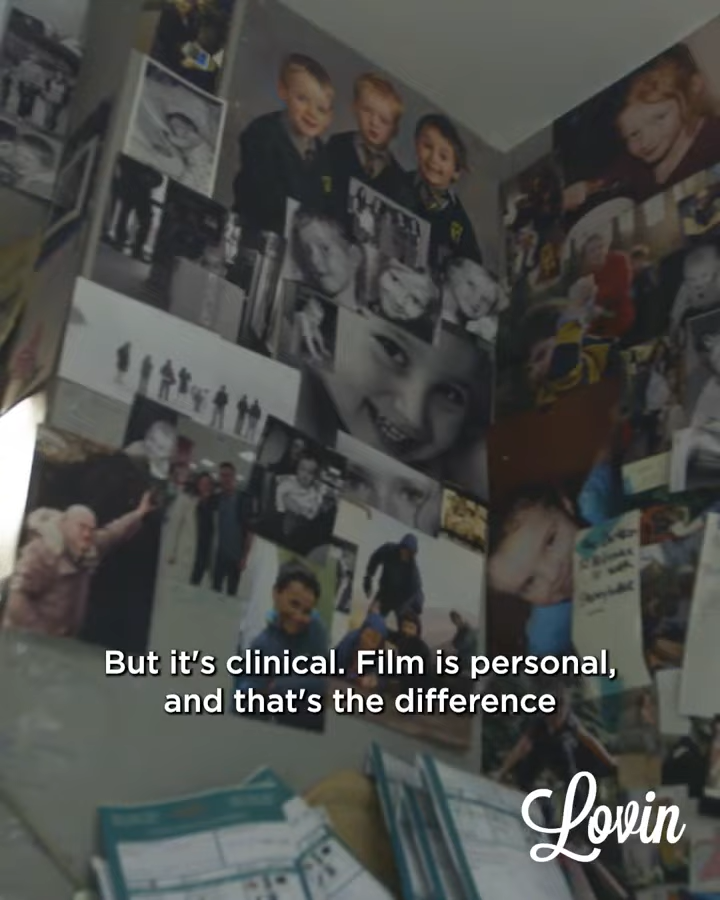 But it's clinical. Film is personal,
and that's the difference
Lovin